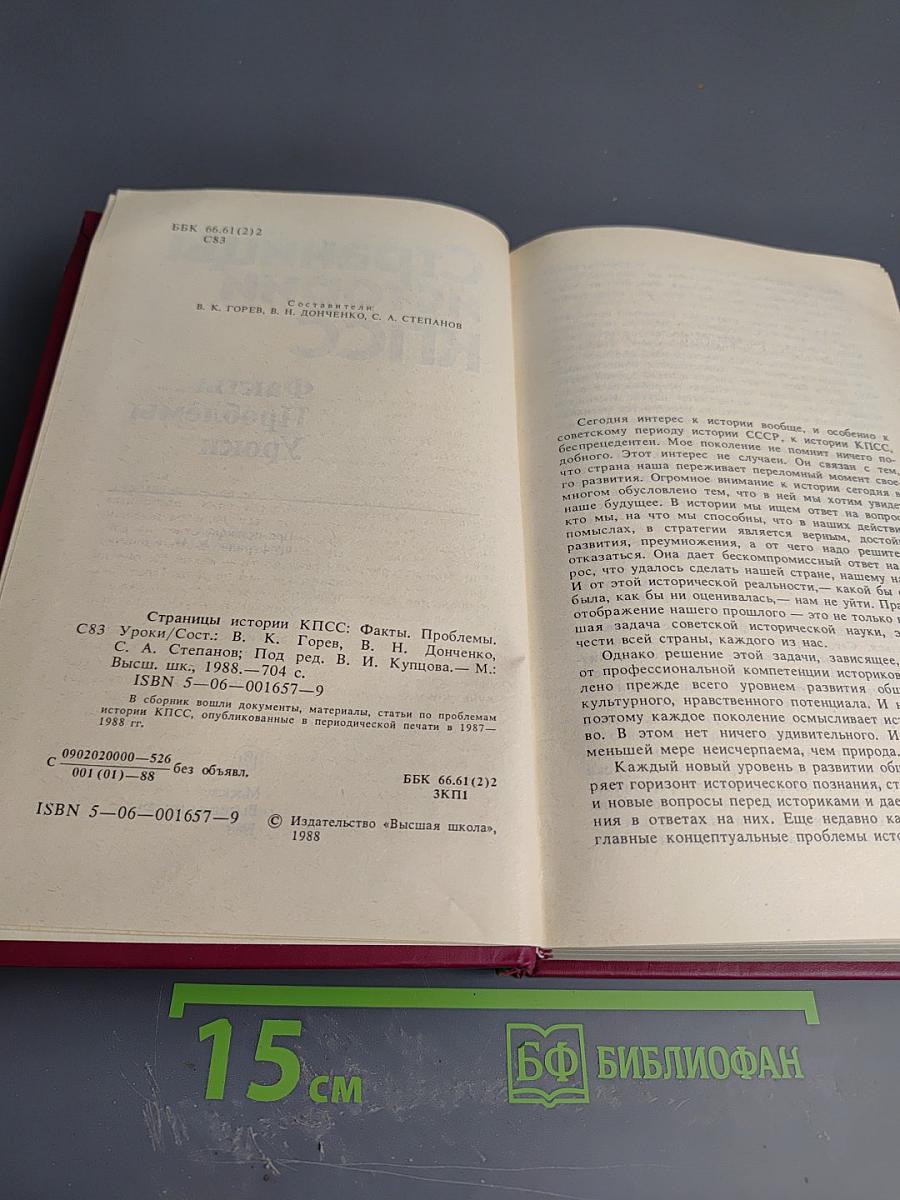 ББК 66.61(2)2
С83
Составители:
В. К. ГОРЕВ, В. Н. ДОНЧЕНКО, С. А. СТЕПАНОВ
Страницы истории КПСС: Факты. Проблемы.
С83 Уроки/Сост.: В. К. Горев, В. Н. Донченко,
С. А. Степанов; Под ред. В. И. Купцова.— М.:
Высш. шк., 1988.—704 с.
ISBN 5—06—001657—9
В сборник вошли документы, материалы, статьи по проблемам
истории КПСС, опубликованные в периодической печати в 1987—
1988 гг.
С 0902020000—526 без объявл.
001(01)—88
ББК 66.61(2)2
3КП1
ISBN 5—06—001657—9
© Издательство «Высшая школа»,
1988
Сегодня интерес к истории вообще, и особенно к
советскому периоду истории СССР, к истории КПСС,
беспрецедентен. Мое поколение не помнит ничего по-
добного. Этот интерес не случаен. Он связан с тем,
что страна наша переживает переломный момент свое-
го развития. Огромное внимание к истории сегодня в
многом обусловлено тем, что в ней мы хотим
наше будущее. В истории мы ищем ответ на
кто мы, на что мы способны, что в наших
помыслах, в стратегии является верным,
развития, преумножения, а от чего надо
отказаться. Она дает бескомпромиссный ответ на
рос, что удалось сделать нашей стране, нашему
И от этой исторической реальности,— какой бы
была, как бы ни оценивалась,— нам не уйти.
отображение нашего прошлого — это не только
шая задача советской исторической науки,
чести всей страны, каждого из нас.
Однако решение этой задачи, зависящее,
от профессиональной компетенции историков
лено прежде всего уровнем развития
культурного, нравственного потенциала. И
поэтому каждое поколение осмысливает
во. В этом нет ничего удивительного. И
меньшей мере неисчерпаема, чем природа.
Каждый новый уровень в развитии
ряет горизонт исторического познания,
и новые вопросы перед историками и дае
ния в ответах на них. Еще недавно
главные концептуальные проблемы
15 см
БФ БИБЛИОФАН